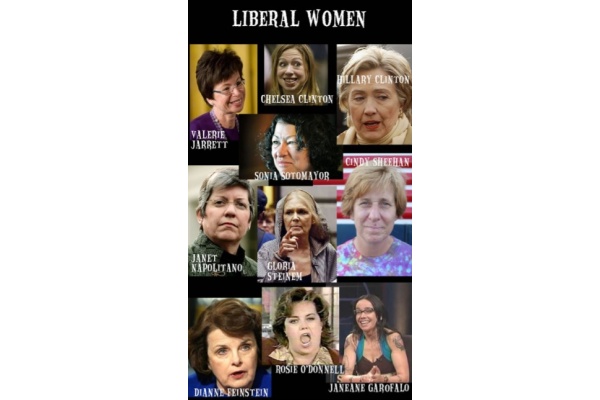 LIBERAL WOMEN
CHELSEA CLINTON
HILLARY CLINTON
VALERIE
JARRETT
SONIA SOTOMAYOR
CINDY SHEEHAN
JANET
NAPOLITANO
GLORIA
STEINEM
ROSIE O'DONNELL
DIANNE FEINSTEIN
JANEANE GAROFALO